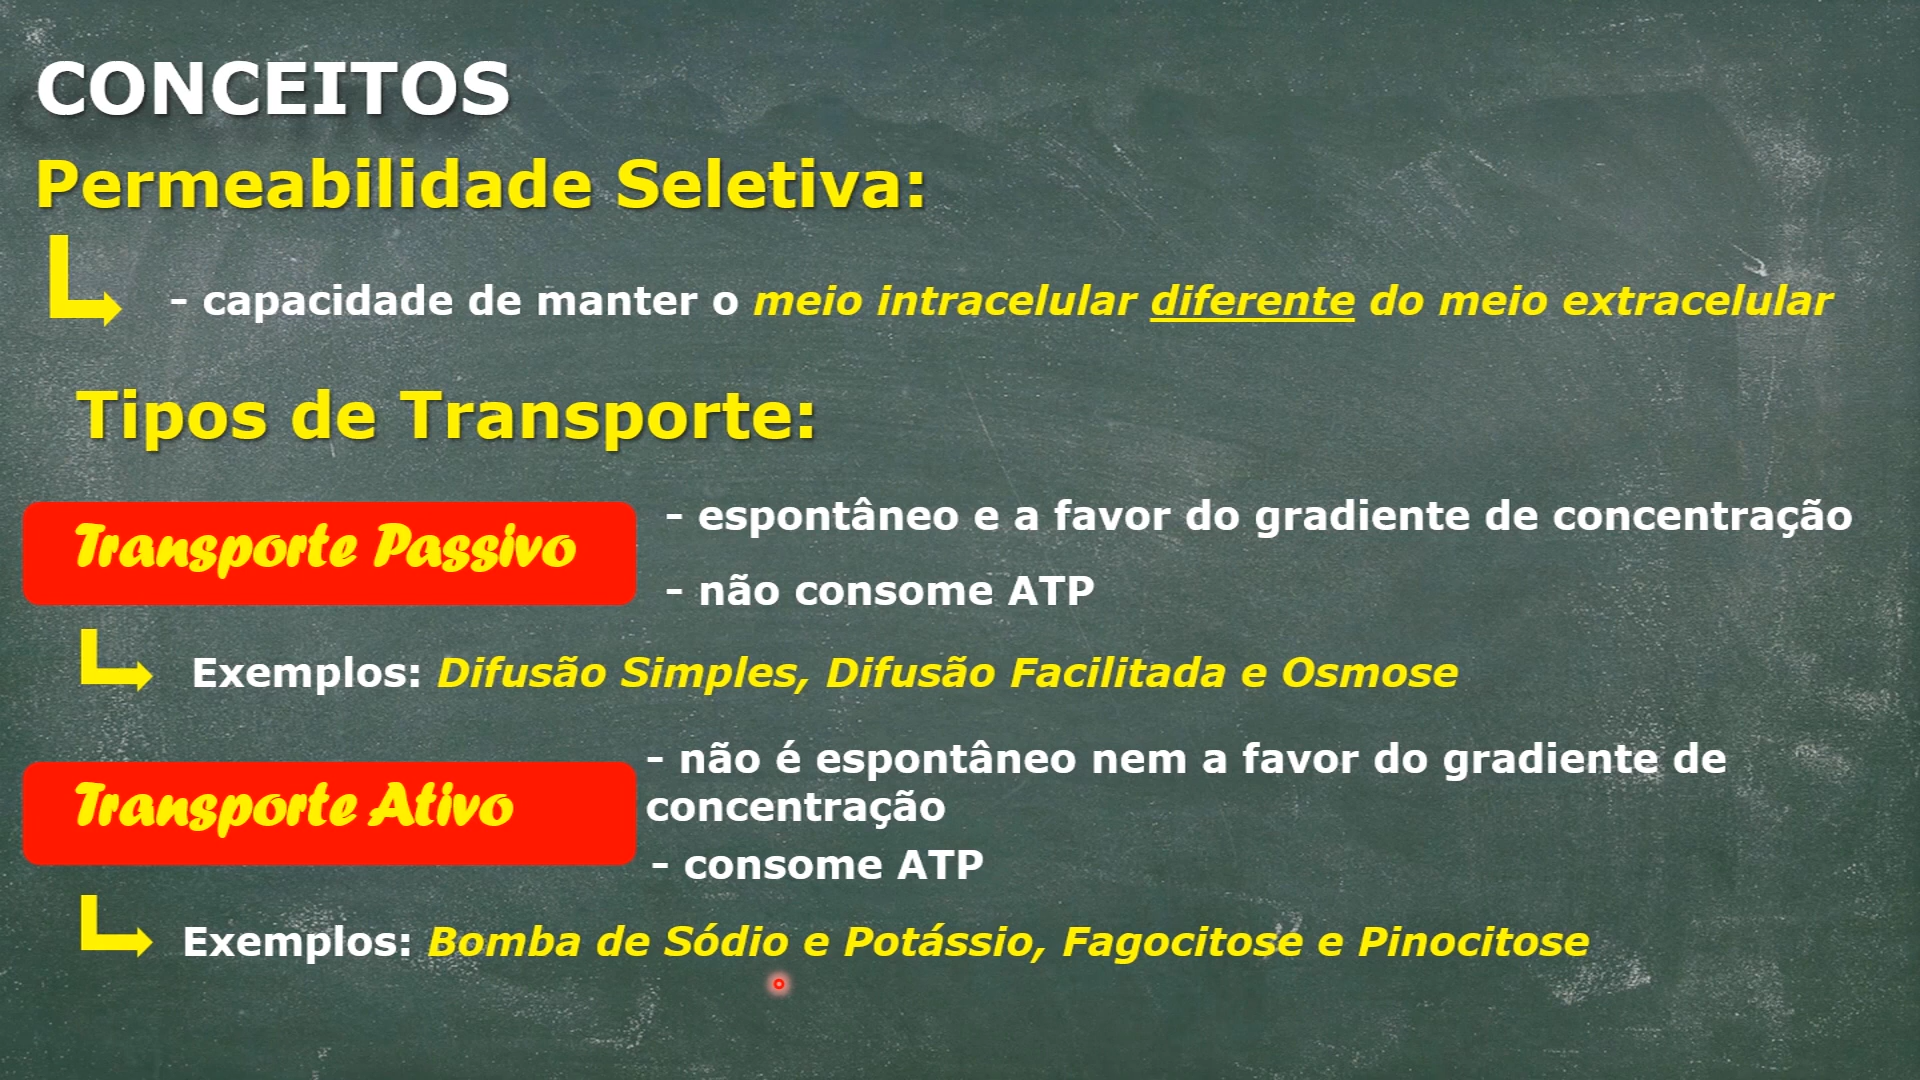 CONCEITOS
Permeabilidade Seletiva:
- capacidade de manter o meio intracelular diferente do meio extracelular
Tipos de Transporte:
Transporte Passivo
- espontâneo e a favor do gradiente de concentração
- não consome ATP
Exemplos: Difusão Simples, Difusão Facilitada e Osmose
Transporte Ativo
- não é espontâneo nem a favor do gradiente de
concentração
- consome ATP
Exemplos: Bomba de Sódio e Potássio, Fagocitose e Pinocitose